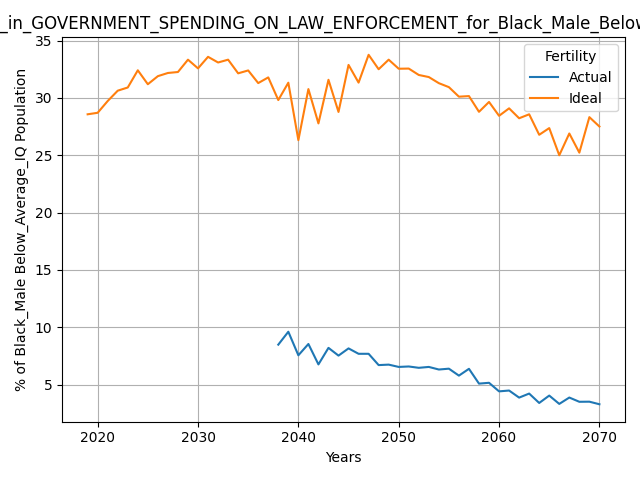 _in_GOVERNMENT_SPENDING_ON_LAW_ENFORCEMENT_for_Black_Male_Below
% of Black_Male Below_Average_IQ Population
35
30
25
20
15
10
5
Fertility
Actual
Ideal
2020 2030 2040 2050 2060 2070
Years